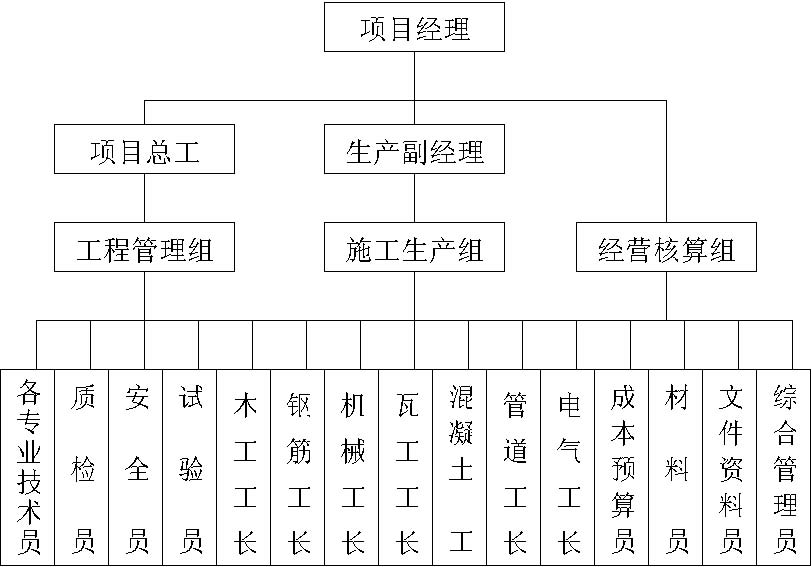 项目经理
项目总工
生产副经理
工程管理组
施工生产组
经营核算组
各专业技术员
质检员
安全员
试验员
木工工长
钢筋工长
机械工长
瓦工工长
混凝土工
管道工长
电气工长
成本预算员
材料员
文件资料员
综合管理员